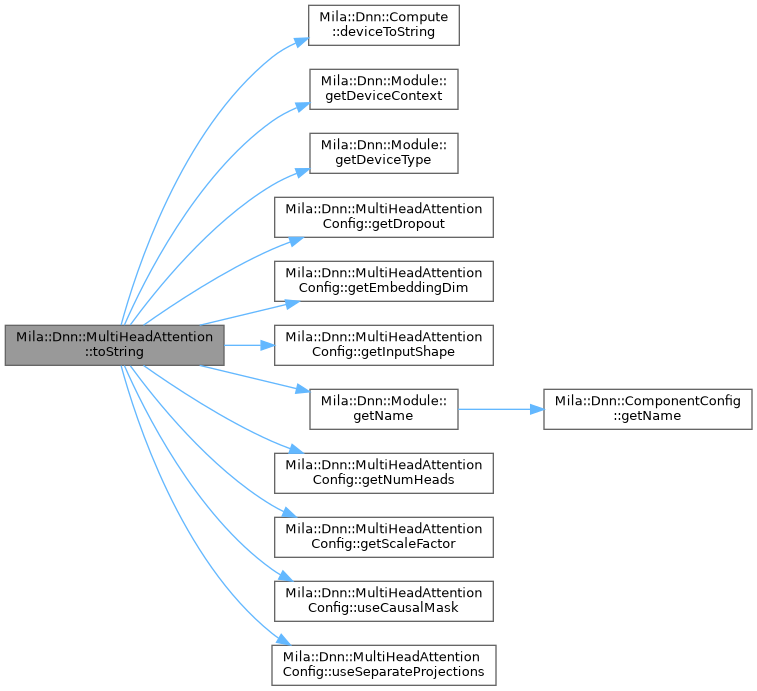 Mila::Dnn::Compute
::deviceToString
Mila::Dnn::Module::
getDeviceContext
Mila::Dnn::Module::
getDeviceType
Mila::Dnn::MultiHeadAttention
Config::getDropout
Mila::Dnn::MultiHeadAttention
Config::getEmbeddingDim
Mila::Dnn::MultiHeadAttention
::toString
Mila::Dnn::MultiHeadAttention
Config::getInputShape
Mila::Dnn::Module::
getName
Mila::Dnn::ComponentConfig
::getName
Mila::Dnn::MultiHeadAttention
Config::getNumHeads
Mila::Dnn::MultiHeadAttention
Config::getScaleFactor
Mila::Dnn::MultiHeadAttention
Config::useCausalMask
Mila::Dnn::MultiHeadAttention
Config::useSeparateProjections